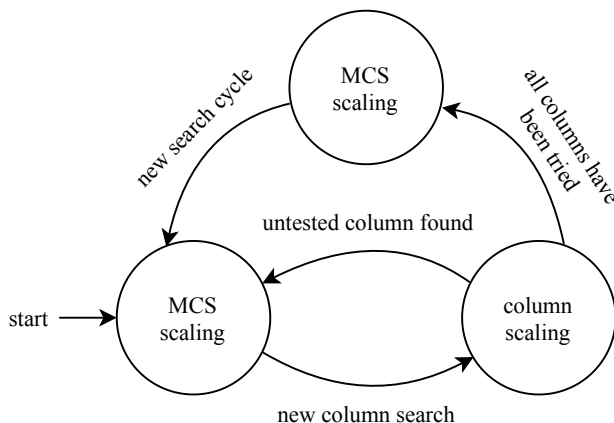 MCS
scaling
new search cycle
all columns have
been tried
untested column found
start
MCS
scaling
column
scaling
new column search